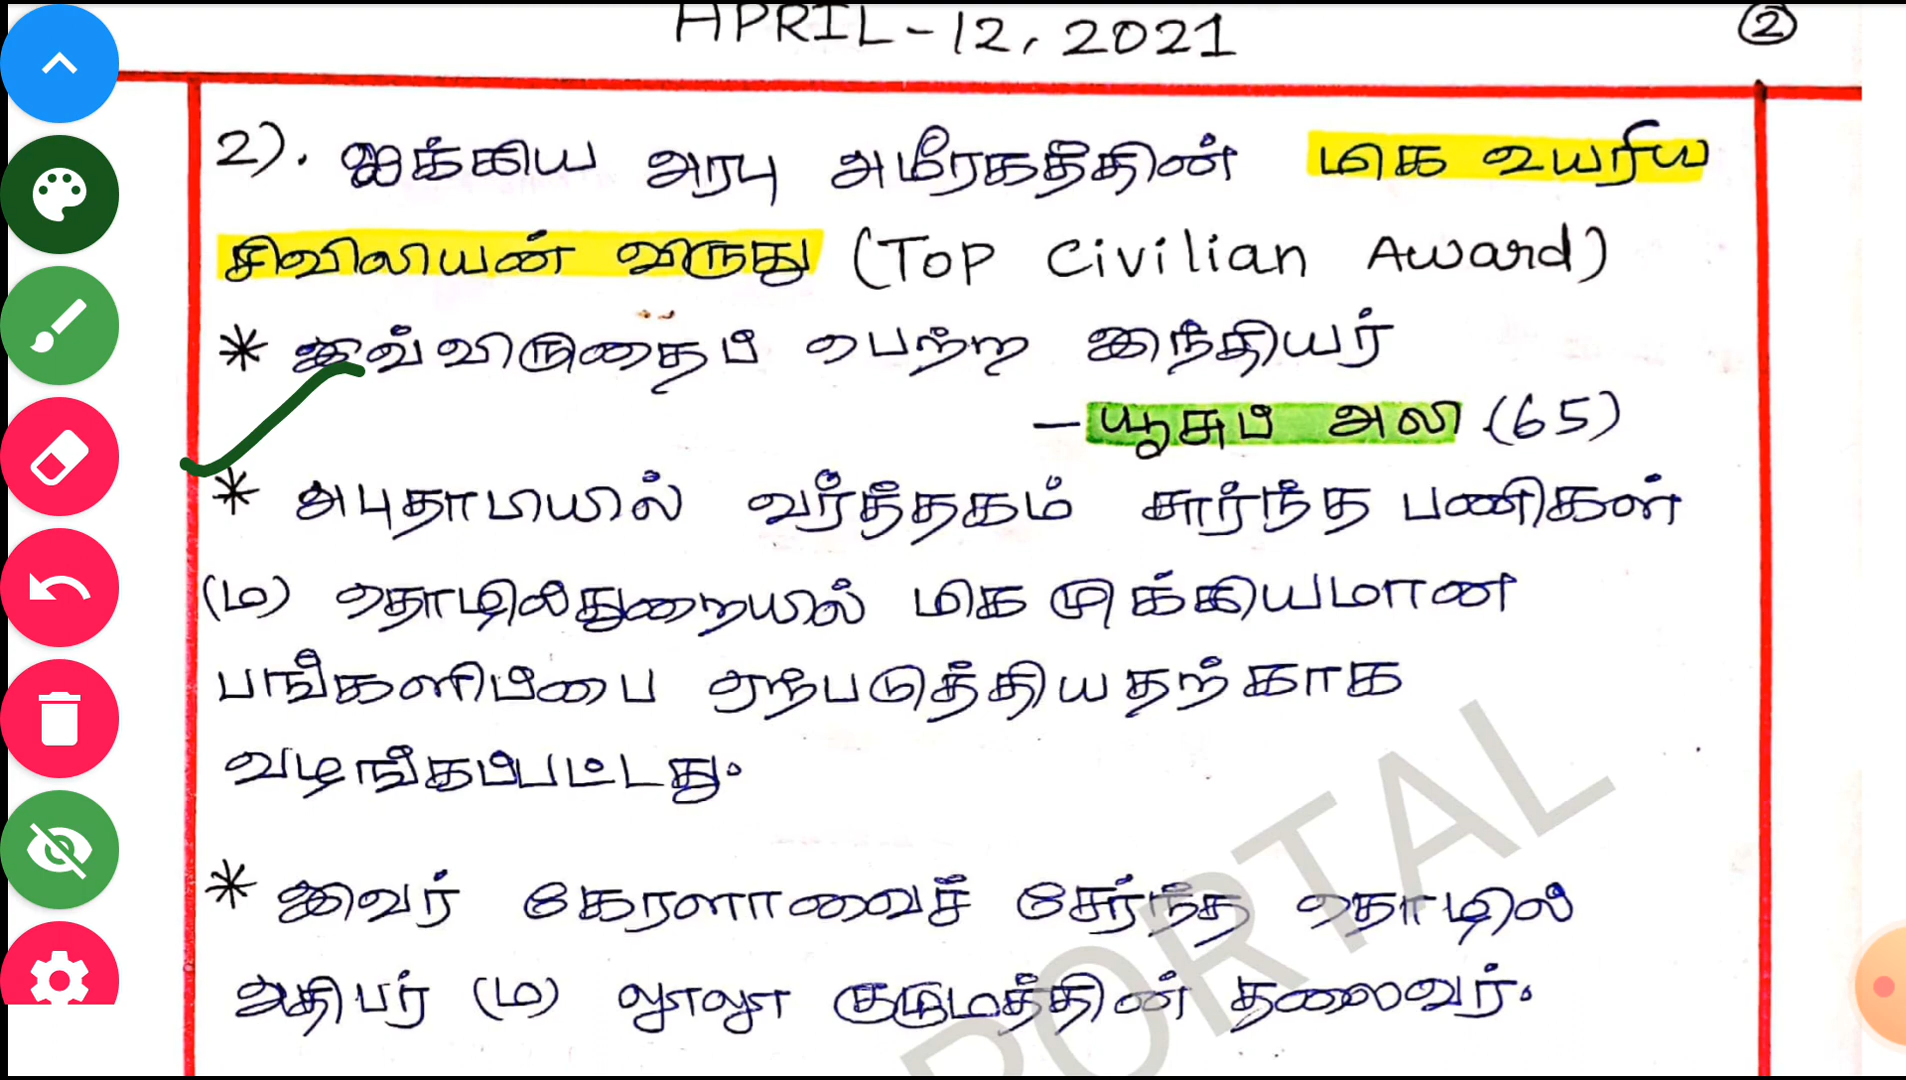 APRIL-12, 2021 ②
2). ஐக்கிய அரபு அமீரகத்தின் மிக உயரிய
சிவிலியன் விருது (Top Civilian Award)
* இவ்விருதைப் பெற்ற இந்தியர்
- யூசுப் அலி (65)
* அபுதாபியில் வர்த்தகம் சார்ந்த பணிகள்
(ம) தொழில்துறையில் மிக முக்கியமான
பங்களிப்பை ஏற்படுத்தியதற்காக
வழங்கப்பட்டது.
* இவர் கேரளாவைச் சேர்ந்த தொழில்
அதிபர் (ம) லூலூ குழுமத்தின் தலைவர்.
PORTAL